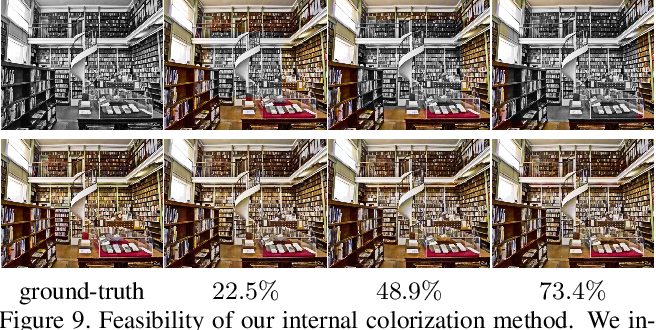 ground-truth 22.5% 48.9% 73.4%
Figure 9. Feasibility of our internal colorization method. We in-